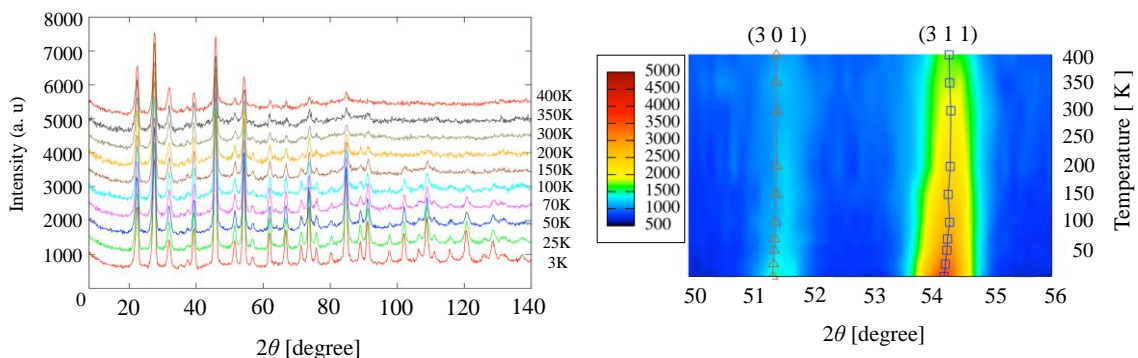 8000
7000
6000
5000
4000
3000
2000
1000
0
Intensity (a. u)
20 40 60 80 100 120 140
2θ [degree]
400K
350K
300K
200K
150K
100K
70K
50K
25K
3K
(3 0 1) (3 1 1)
5000
4500
4000
3500
3000
2500
2000
1500
1000
500
400
350
300
250
200
150
100
50
Temperature [ K]
50 51 52 53 54 55 56
2θ [degree]